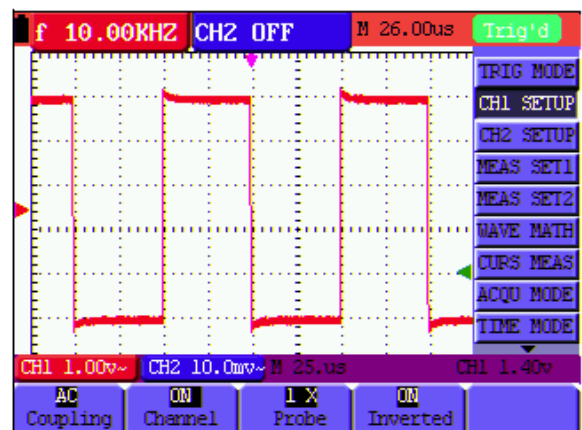 f 10.00KHZ CH2 OFF M 26.00us Trig'd
TRIG MODE
CH1 SETUP
CH2 SETUP
MEAS SET1
MEAS SET2
WAVE MATH
CURS MEAS
ACQU MODE
TIME MODE
CH1 1.00v~ CH2 10.0mv~ M 25.us CH1 1.40v
AC ON 1 X ON
Coupling Channel Probe Inverted